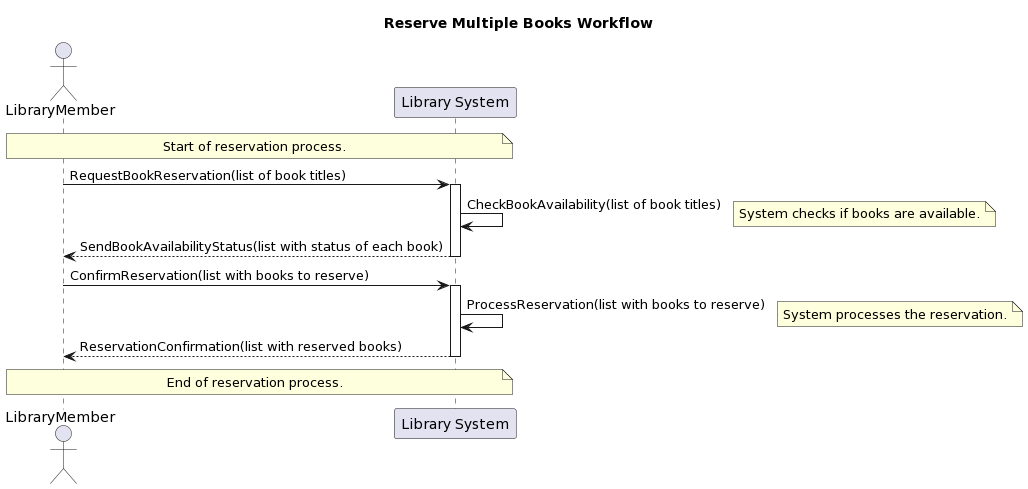 Reserve Multiple Books Workflow
LibraryMember
Library System
Start of reservation process.
RequestBookReservation(list of book titles)
CheckBookAvailability(list of book titles)
System checks if books are available.
SendBookAvailabilityStatus(list with status of each book)
ConfirmReservation(list with books to reserve)
ProcessReservation(list with books to reserve)
System processes the reservation.
ReservationConfirmation(list with reserved books)
End of reservation process.
LibraryMember
Library System